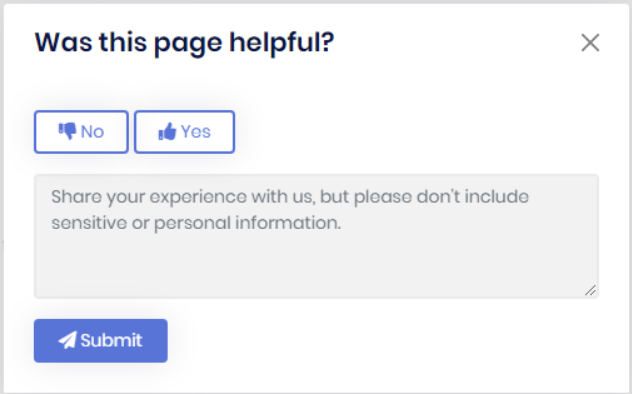 Was this page helpful?
No
Yes
Share your experience with us, but please don't include
sensitive or personal information.
Submit